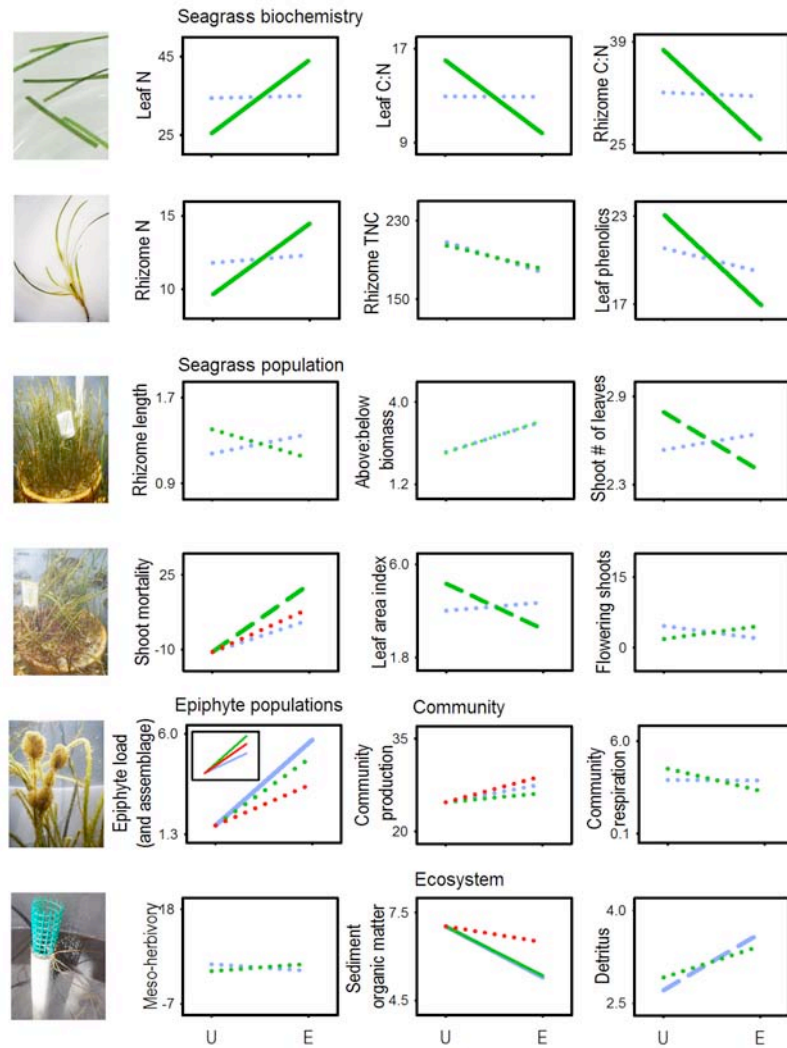 Seagrass biochemistry
Leaf N
45
25
Leaf C:N
17
9
Rhizome C:N
39
25
Rhizome N
15
10
Rhizome TNC
230
150
Leaf phenolics
23
17
Seagrass population
Rhizome length
1.7
0.9
Above:below
biomass
4.0
1.2
Shoot # of leaves
2.9
2.3
Shoot mortality
25
-10
Leaf area index
6.0
1.8
Flowering shoots
15
0
Epiphyte populations
Epiphyte load
(and assemblage)
6.0
1.3
Community
Community
production
35
20
Community
respiration
6.0
0.1
Meso-herbivory
18
-7
Ecosystem
Sediment
organic matter
7.5
4.5
Detritus
4.0
2.5
U
E
U
E
U
E